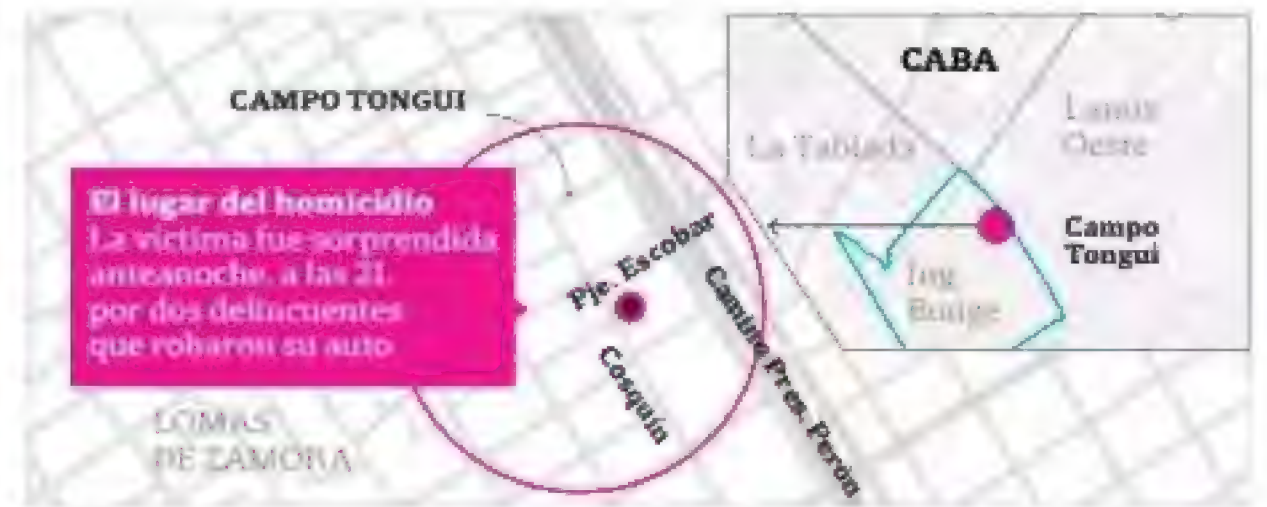 CAMPO TONGUI
El lugar del homicidio
La víctima fue sorprendida
anteanoche, a las 21,
por dos delincuentes
que robaron su auto
LOMAS
DE ZAMORA
Pje. Escobar
Cosquín
Camino Pres. Perón
CABA
La Tablada
Lanús
Oeste
Campo
Tongui
Ing.
Budge